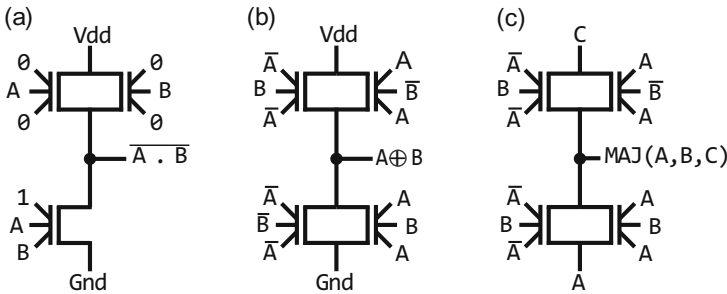 (a)
Vdd
0 0
A B
0 0
A̅ ̅.̅ ̅B̅
1
A
B
Gnd
(b)
Vdd
A̅ A
B B̅
A̅ A
A⊕B
A̅ A
B̅ B
A̅ A
Gnd
(c)
C
A̅ A
B B̅
A̅ A
MAJ(A,B,C)
A̅ A
B B
A̅ A
A